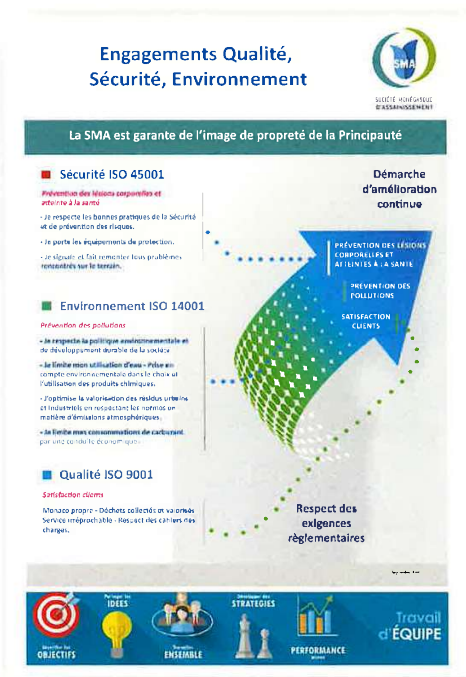 Engagements Qualité,
Sécurité, Environnement
SMA
SOCIÉTÉ MONÉGASQUE
D'ASSAINISSEMENT
La SMA est garante de l'image de propreté de la Principauté
Sécurité ISO 45001
Prévention des lésions corporelles et
atteinte à la santé
- Je respecte les bonnes pratiques de la Sécurité
et de prévention des risques.
- Je porte les équipements de protection.
- Je signale et fait remonter tous problèmes
rencontrés sur le terrain.
Démarche
d'amélioration
continue
PRÉVENTION DES LÉSIONS
CORPORELLES ET
ATTEINTES À LA SANTÉ
PRÉVENTION DES
POLLUTIONS
SATISFACTION
CLIENTS
Environnement ISO 14001
Prévention des pollutions
- Je respecte la politique environnementale et
de développement durable de la société
- Je limite mon utilisation d'eau - Prise en
compte environnementale dans le choix et
l'utilisation des produits chimiques.
- J'optimise la valorisation des résidus urbains
et industriels en respectant les normes en
matière d'émissions atmosphériques.
- Je limite mes consommations de carburant
par une conduite économique.
Qualité ISO 9001
Satisfaction clients
Monaco propre - Déchets collectés et valorisés
Service irréprochable - Respect des cahiers des
charges.
Respect des
exigences
règlementaires
IDEES
STRATEGIES
OBJECTIFS
ENSEMBLE
PERFORMANCE
Travail
d'ÉQUIPE